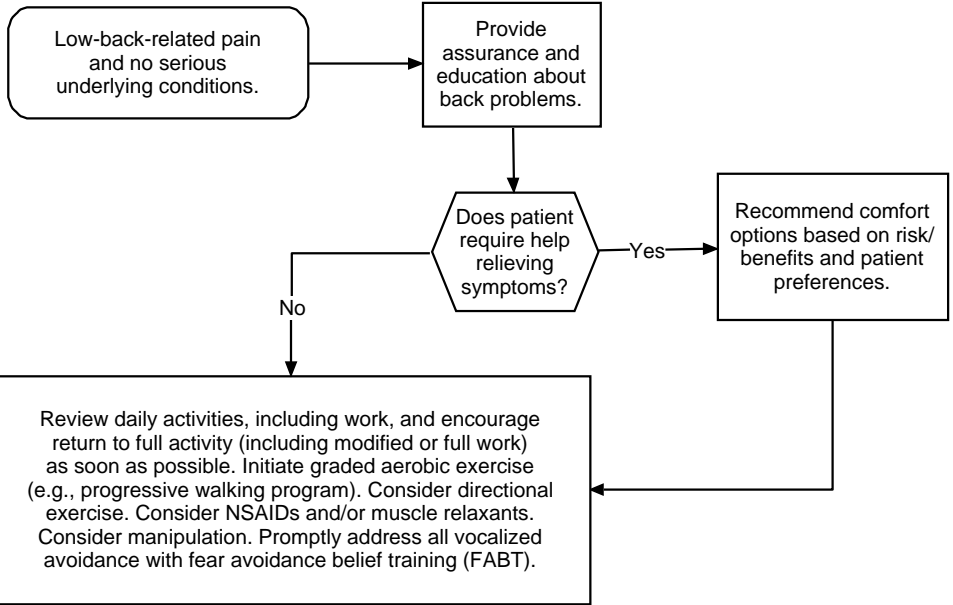 Low-back-related pain
and no serious
underlying conditions.
Provide
assurance and
education about
back problems.
Does patient
require help
relieving
symptoms?
Yes
Recommend comfort
options based on risk/
benefits and patient
preferences.
No
Review daily activities, including work, and encourage
return to full activity (including modified or full work)
as soon as possible. Initiate graded aerobic exercise
(e.g., progressive walking program). Consider directional
exercise. Consider NSAIDs and/or muscle relaxants.
Consider manipulation. Promptly address all vocalized
avoidance with fear avoidance belief training (FABT).